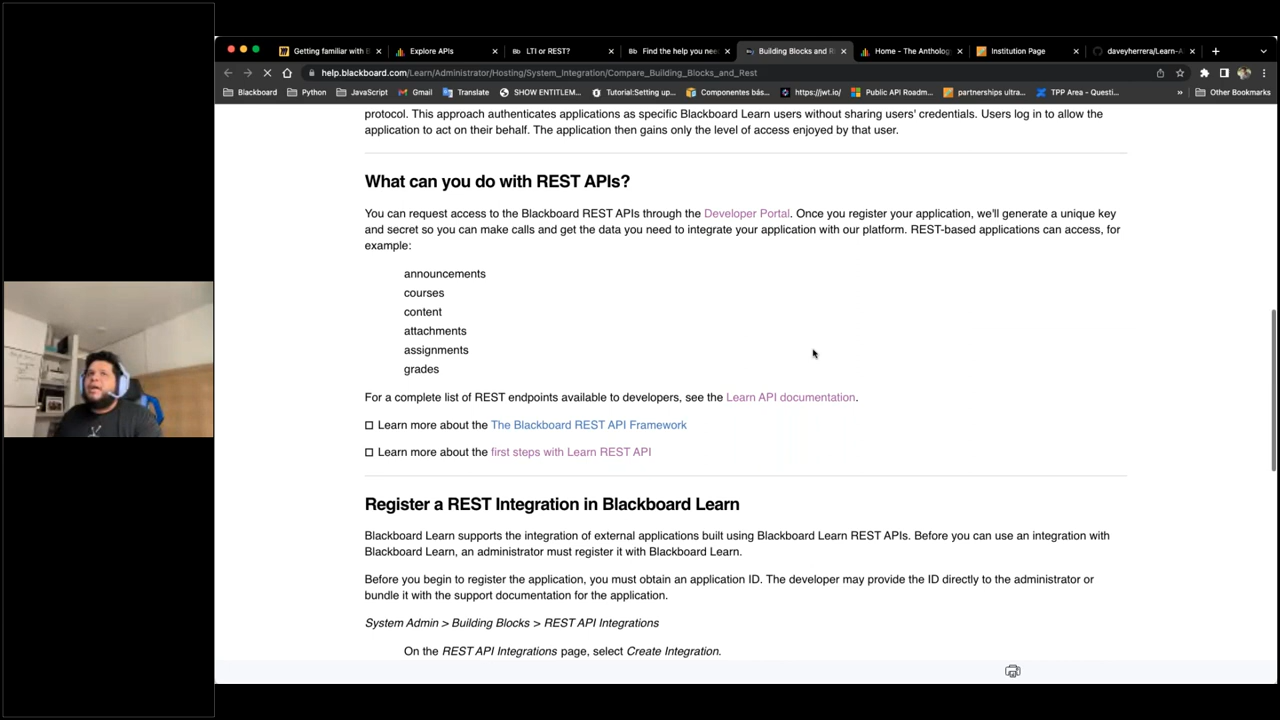 Getting familiar with B
Explore APIs
Bb LTI or REST?
Bb Find the help you nee
Building Blocks and R
Home - The Antholog
Institution Page
daveyherrera/Learn-A
help.blackboard.com/Learn/Administrator/Hosting/System_Integration/Compare_Building_Blocks_and_Rest
Blackboard
Python
JavaScript
Gmail
Translate
SHOW ENTITLEM...
Tutorial:Setting up...
Componentes bás...
https://jwt.io/
Public API Roadm...
partnerships ultra...
TPP Area – Questi...
»
Other Bookmarks
protocol. This approach authenticates applications as specific Blackboard Learn users without sharing users' credentials. Users log in to allow the
application to act on their behalf. The application then gains only the level of access enjoyed by that user.
What can you do with REST APIs?
You can request access to the Blackboard REST APIs through the Developer Portal. Once you register your application, we'll generate a unique key
and secret so you can make calls and get the data you need to integrate your application with our platform. REST-based applications can access, for
example:
announcements
courses
content
attachments
assignments
grades
For a complete list of REST endpoints available to developers, see the Learn API documentation.
Learn more about the The Blackboard REST API Framework
Learn more about the first steps with Learn REST API
Register a REST Integration in Blackboard Learn
Blackboard Learn supports the integration of external applications built using Blackboard Learn REST APIs. Before you can use an integration with
Blackboard Learn, an administrator must register it with Blackboard Learn.
Before you begin to register the application, you must obtain an application ID. The developer may provide the ID directly to the administrator or
bundle it with the support documentation for the application.
System Admin > Building Blocks > REST API Integrations
On the REST API Integrations page, select Create Integration.